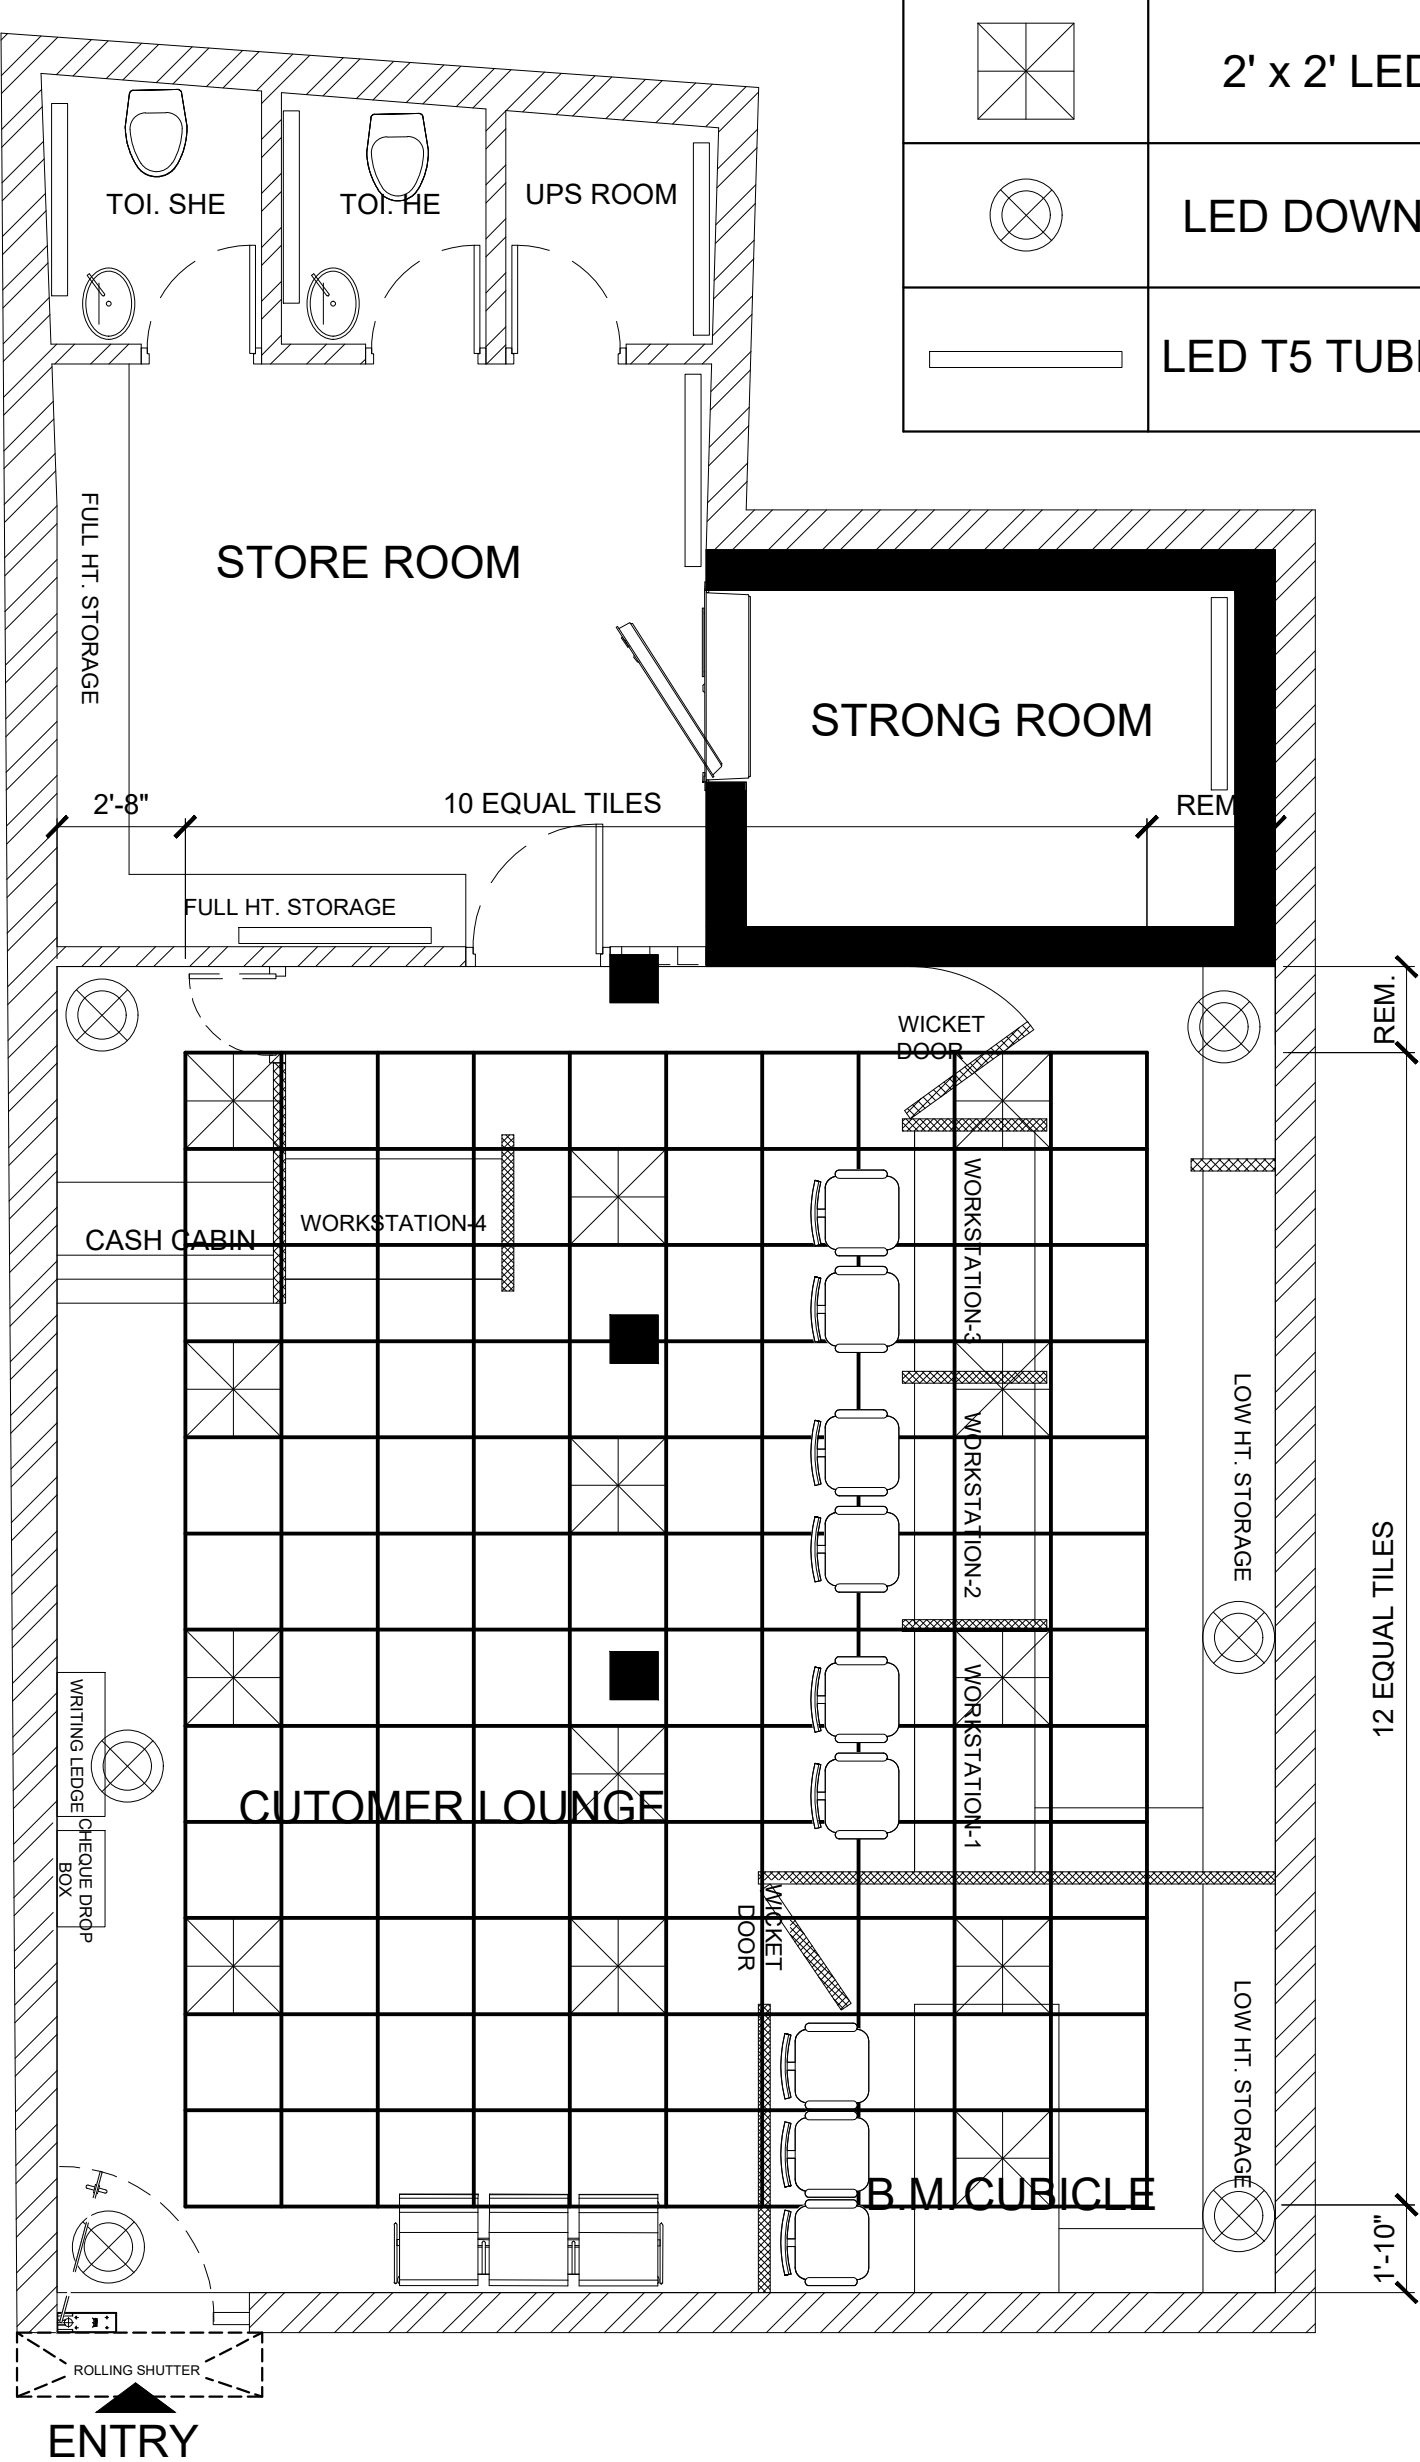 2' x 2' LED
LED DOWN
LED T5 TUB
TOI. SHE
TOI. HE
UPS ROOM
FULL HT. STORAGE
STORE ROOM
STRONG ROOM
2'-8"
10 EQUAL TILES
REM
FULL HT. STORAGE
REM.
WICKET
DOOR
CASH CABIN
WORKSTATION-4
WORKSTATION-3
LOW HT. STORAGE
WORKSTATION-2
12 EQUAL TILES
WORKSTATION-1
WRITING LEDGE
CUTOMER LOUNGE
CHEQUE DROP
BOX
WICKET
DOOR
LOW HT. STORAGE
B.M.CUBICLE
1'-10"
ROLLING SHUTTER
ENTRY